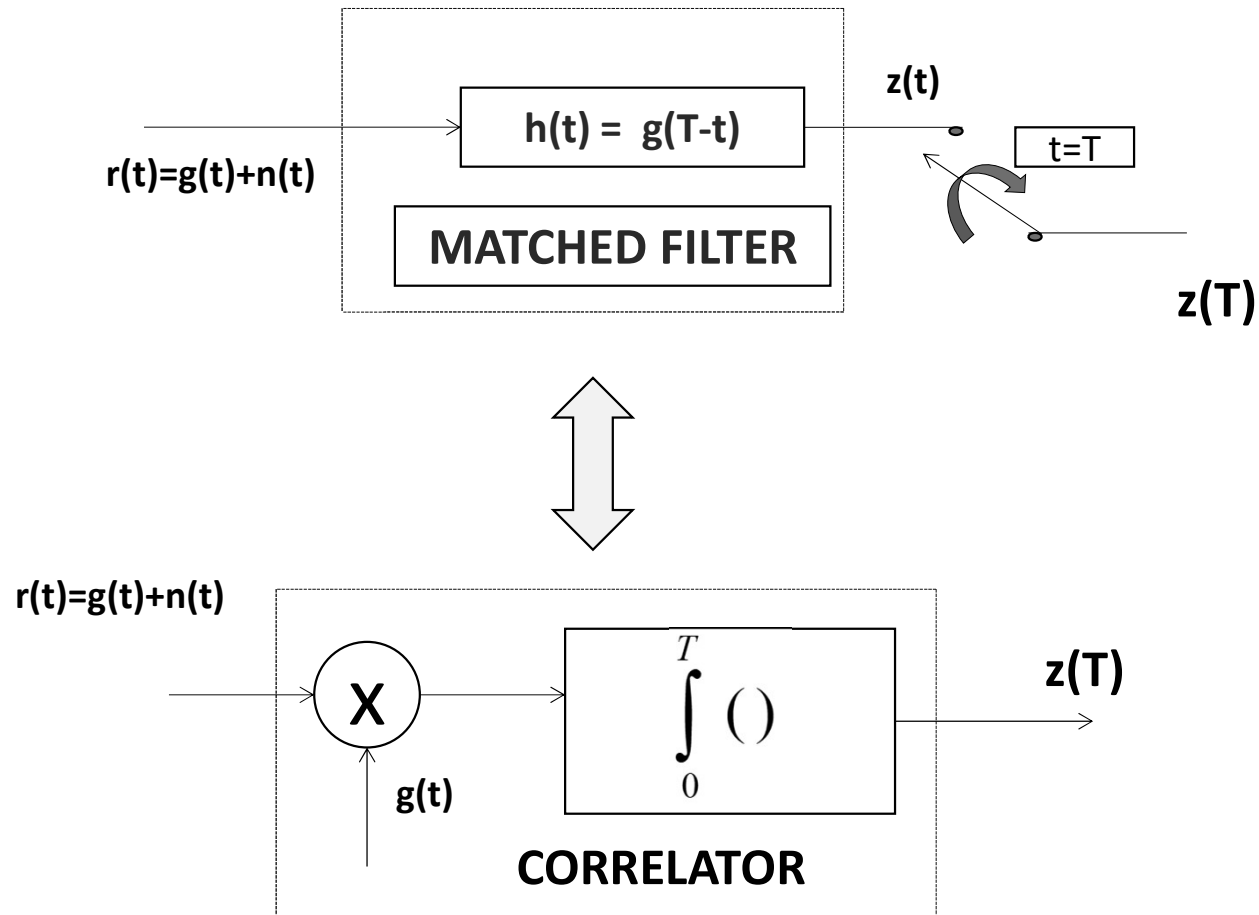 z(t)
h(t) = g(T-t)
t=T
r(t)=g(t)+n(t)
MATCHED FILTER
z(T)
r(t)=g(t)+n(t)
T
z(T)
X
∫ ()
0
g(t)
CORRELATOR